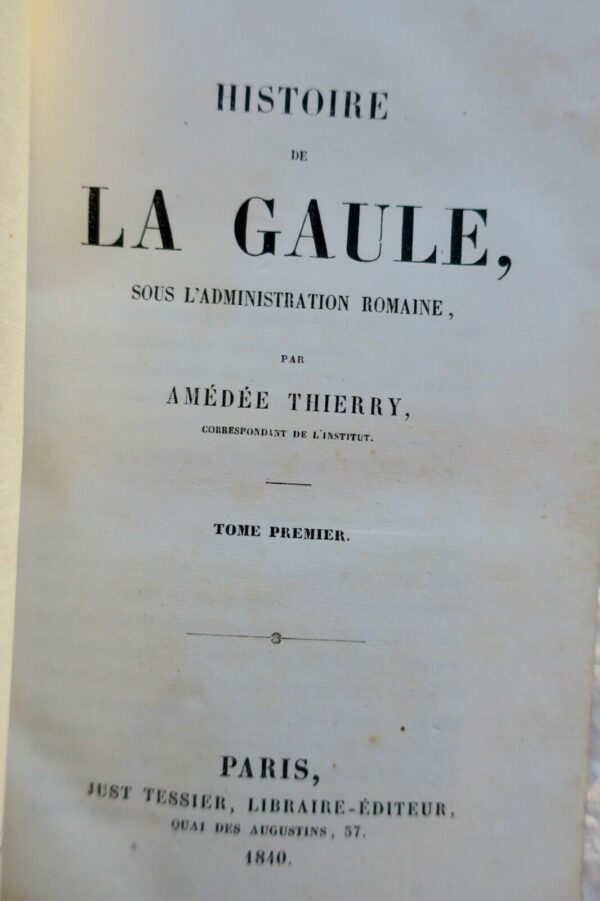 HISTOIRE
DE
LA GAULE,
SOUS L'ADMINISTRATION ROMAINE,
PAR
AMÉDÉE THIERRY,
CORRESPONDANT DE L'INSTITUT.
TOME PREMIER.
PARIS,
JUST TESSIER, LIBRAIRE-ÉDITEUR,
QUAI DES AUGUSTINS, 37.
1840.